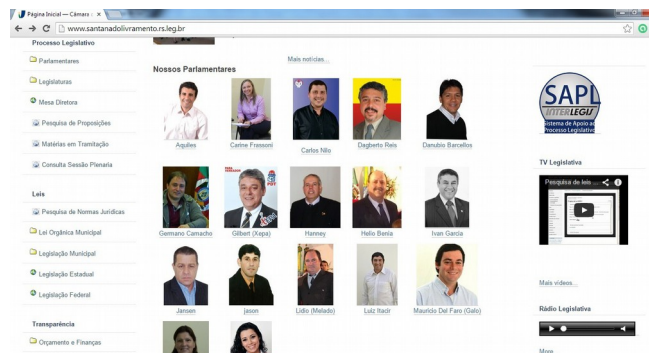 Página Inicial — Câmara
www.santanadolivramento.rs.leg.br
Processo Legislativo
Parlamentares
Legislaturas
Mesa Diretora
Pesquisa de Proposições
Matérias em Tramitação
Consulta Sessão Plenaria
Leis
Pesquisa de Normas Jurídicas
Lei Orgânica Municipal
Legislação Municipal
Legislação Estadual
Legislação Federal
Transparência
Orçamento e Finanças
Mais notícias...
Nossos Parlamentares
Aquiles
Carine Frassoni
Carlos Nilo
Dagberto Reis
Danubio Barcellos
PDT
Germano Camacho
Gilbert (Xepa)
Hanney
Helio Benia
Ivan Garcia
Jansen
jason
Lidio (Melado)
Luiz Itacir
Mauricio Del Faro (Galo)
SAPL
INTERLEGIS
Sistema de Apoio ao
Processo Legislativo
TV Legislativa
Pesquisa de leis ...
Mais vídeos...
Rádio Legislativa
More